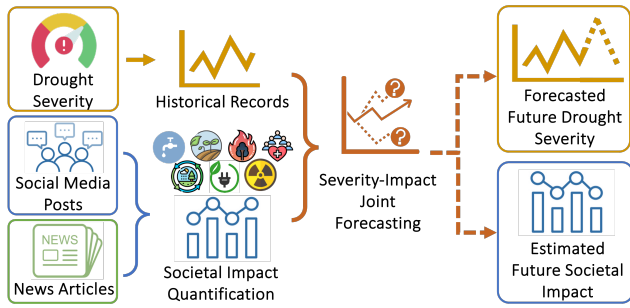 Drought
Severity
Historical Records
Social Media
Posts
NEWS
News Articles
Societal Impact
Quantification
?
?
Severity-Impact
Joint
Forecasting
Forecasted
Future Drought
Severity
Estimated
Future Societal
Impact